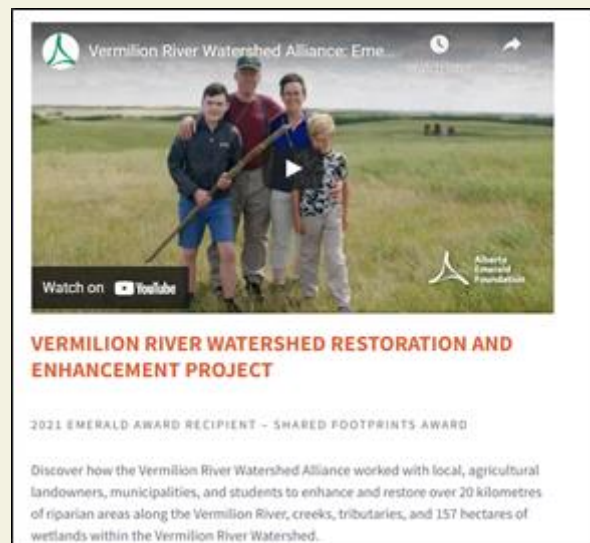 Vermilion River Watershed Alliance: Eme...
Watch on YouTube
Alberta
Emerald
Foundation
VERMILION RIVER WATERSHED RESTORATION AND
ENHANCEMENT PROJECT
2021 EMERALD AWARD RECIPIENT – SHARED FOOTPRINTS AWARD
Discover how the Vermilion River Watershed Alliance worked with local, agricultural
landowners, municipalities, and students to enhance and restore over 20 kilometres
of riparian areas along the Vermilion River, creeks, tributaries, and 157 hectares of
wetlands within the Vermilion River Watershed.